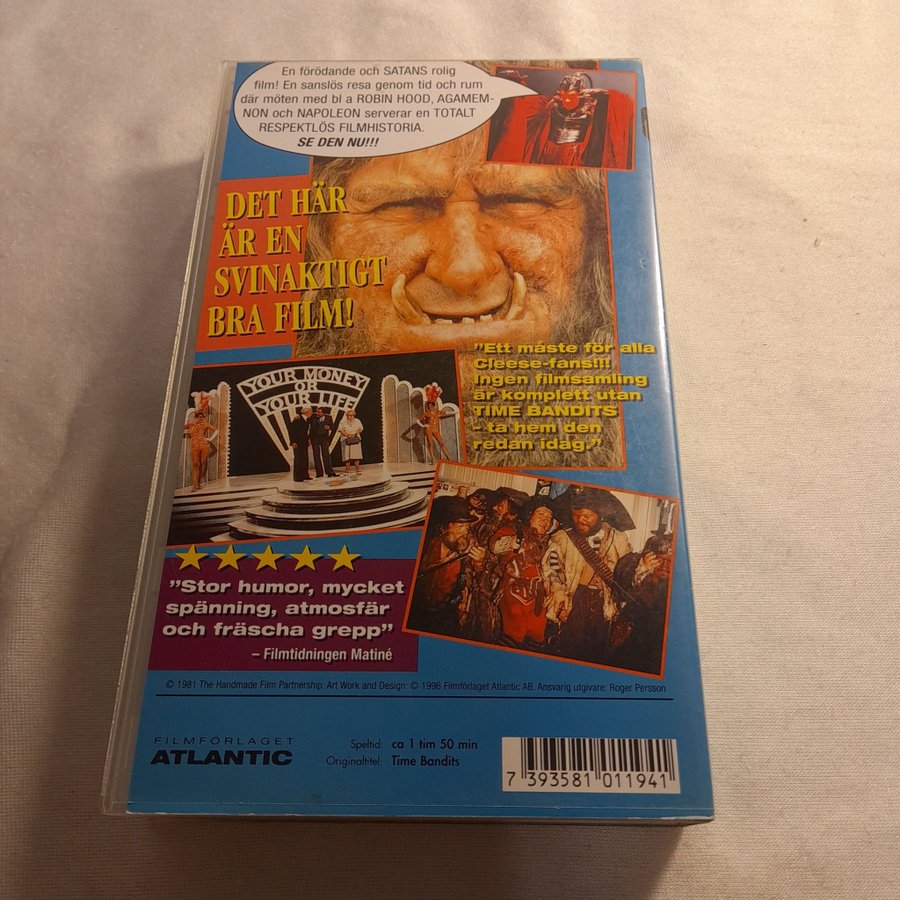 En förödande och SATANS rolig
film! En sanslös resa genom tid och rum
där möten med bl a ROBIN HOOD, AGAMEM-
NON och NAPOLEON serverar en TOTALT
RESPEKTLÖS FILMHISTORIA.
SE DEN NU!!!
DET HÄR
ÄR EN
SVINAKTIGT
BRA FILM!
"Ett måste för alla
Cleese-fans!!!
Ingen filmsamling
är komplett utan
TIME BANDITS
- ta hem den
redan idag."
YOUR MONEY
OR
YOUR LIFE
"Stor humor, mycket
spänning, atmosfär
och fräscha grepp"
– Filmtidningen Matiné
© 1981 The Handmade Film Partnership. Art Work and Design: © 1996 Filmförlaget Atlantic AB. Ansvarig utgivare: Roger Persson
FILMFÖRLAGET
ATLANTIC
Speltid: ca 1 tim 50 min
Originaltitel: Time Bandits
7 393581 011941